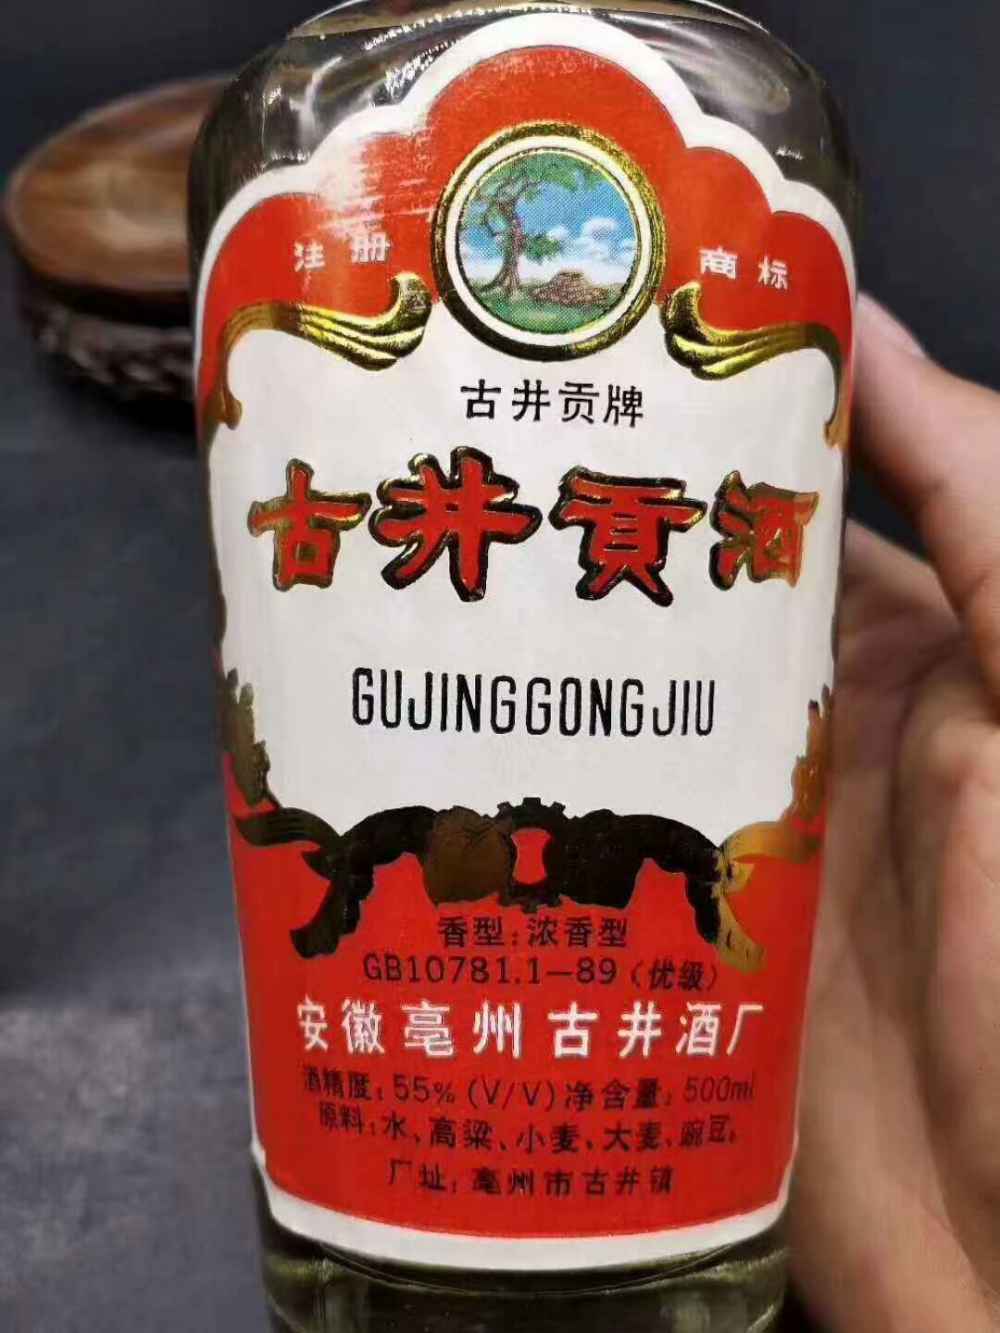 注册 商标
古井贡牌
古井贡酒
GUJINGGONGJIU
香型：浓香型
GB10781.1—89（优级）
安徽亳州古井酒厂
酒精度：55%（V/V）净含量：500ml
原料：水、高粱、小麦、大麦、豌豆。
厂址：亳州市古井镇